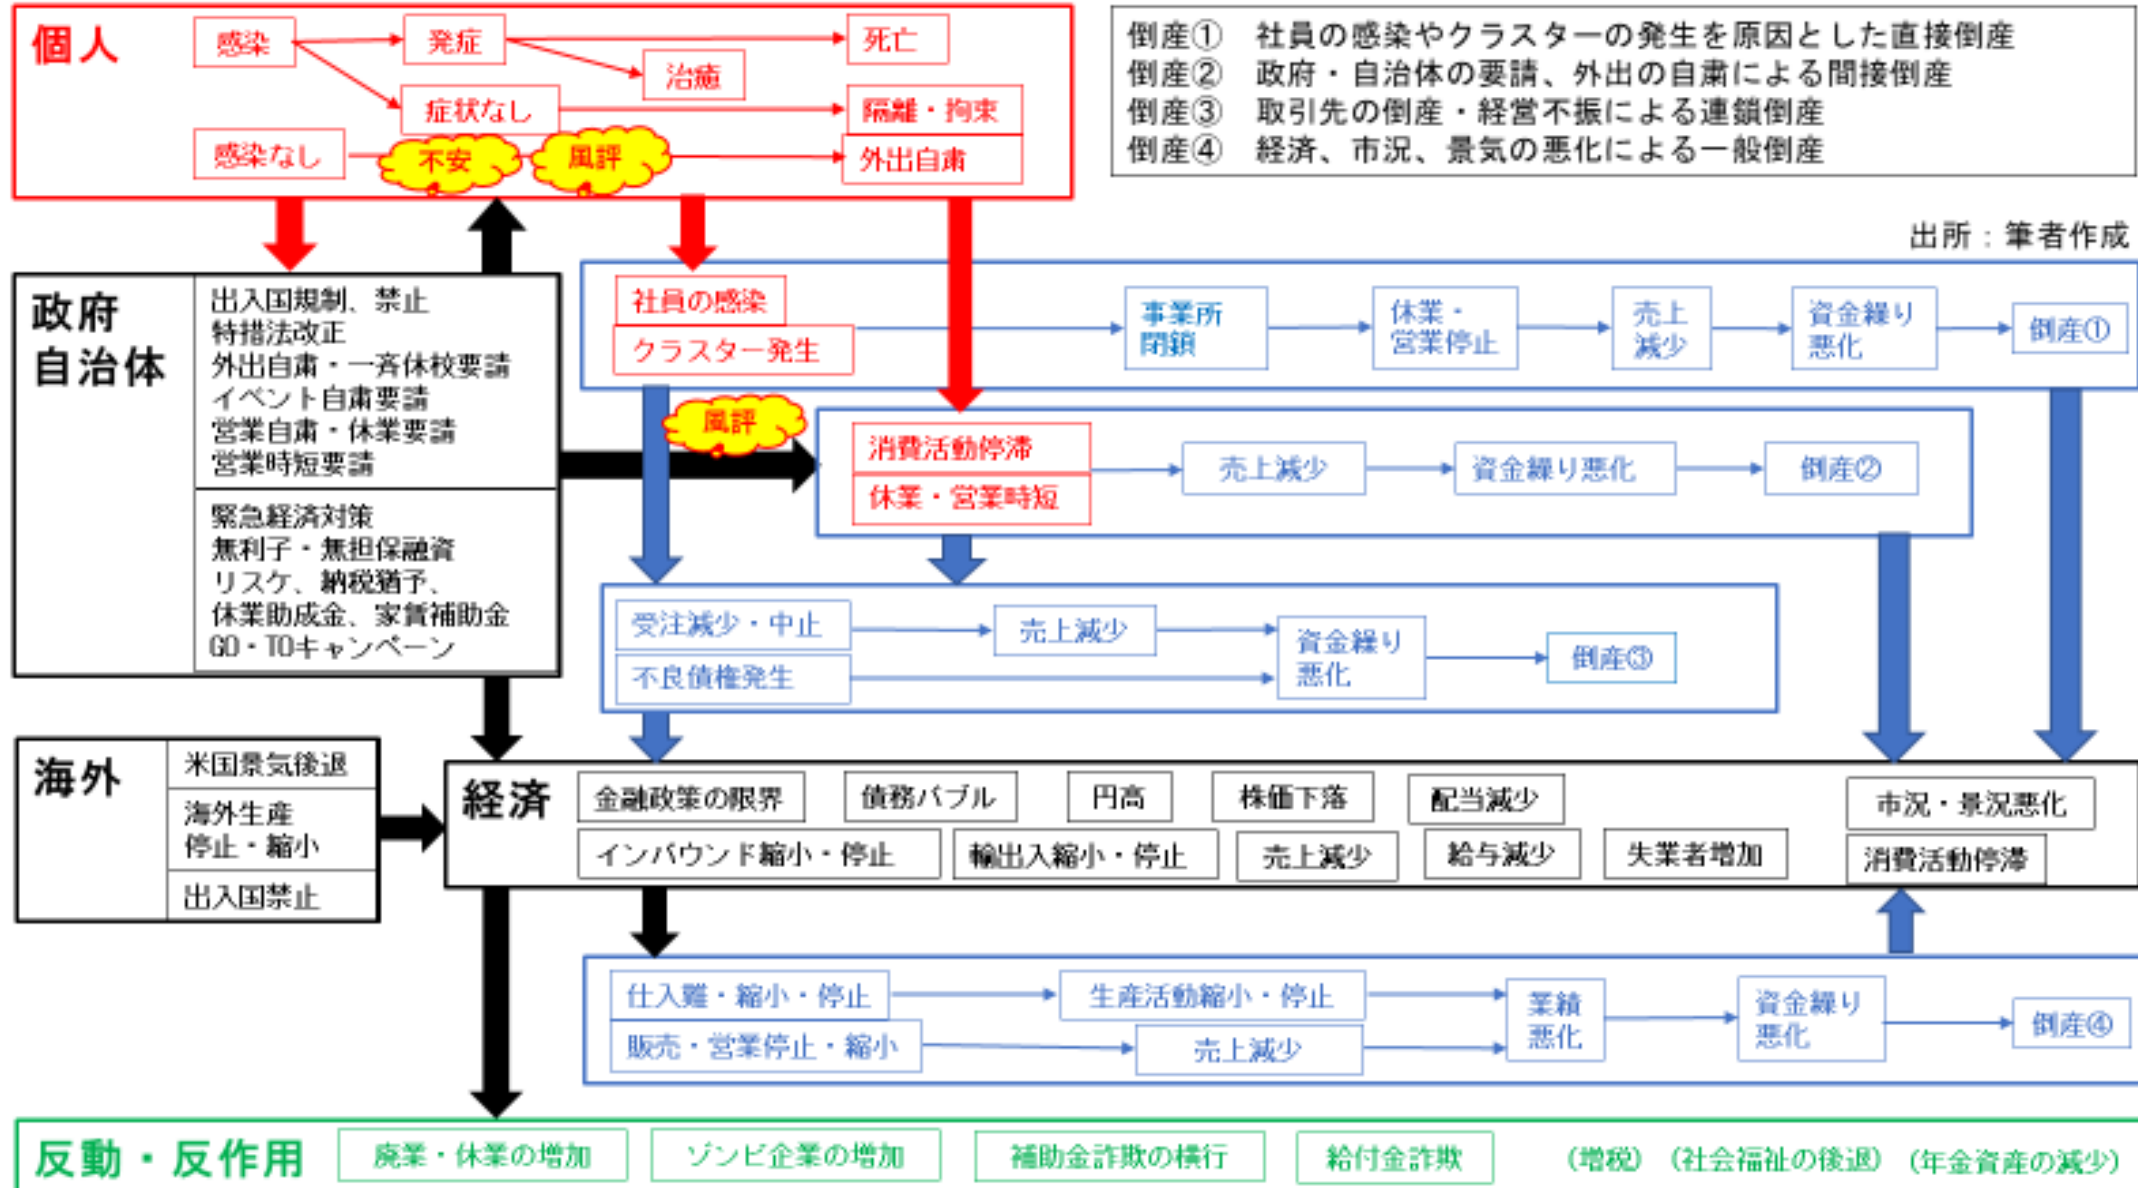 個人
感染
発症
死亡
治癒
症状なし
隔離・拘束
感染なし
不安
風評
外出自粛
倒産① 社員の感染やクラスターの発生を原因とした直接倒産
倒産② 政府・自治体の要請、外出の自粛による間接倒産
倒産③ 取引先の倒産・経営不振による連鎖倒産
倒産④ 経済、市況、景気の悪化による一般倒産
出所：筆者作成
政府
自治体
出入国規制、禁止
特措法改正
外出自粛・一斉休校要請
イベント自粛要請
営業自粛・休業要請
営業時短要請
緊急経済対策
無利子・無担保融資
リスケ、納税猶予、
休業助成金、家賃補助金
GO・TOキャンペーン
社員の感染
クラスター発生
事業所
閉鎖
休業・
営業停止
売上
減少
資金繰り
悪化
倒産①
風評
消費活動停滞
休業・営業時短
売上減少
資金繰り悪化
倒産②
受注減少・中止
不良債権発生
売上減少
資金繰り
悪化
倒産③
海外
米国景気後退
海外生産
停止・縮小
出入国禁止
経済
金融政策の限界
債務バブル
円高
株価下落
配当減少
市況・景況悪化
インバウンド縮小・停止
輸出入縮小・停止
売上減少
給与減少
失業者増加
消費活動停滞
仕入難・縮小・停止
生産活動縮小・停止
販売・営業停止・縮小
売上減少
業績
悪化
資金繰り
悪化
倒産④
反動・反作用
廃業・休業の増加
ゾンビ企業の増加
補助金詐欺の横行
給付金詐欺
（増税）（社会福祉の後退）（年金資産の減少）